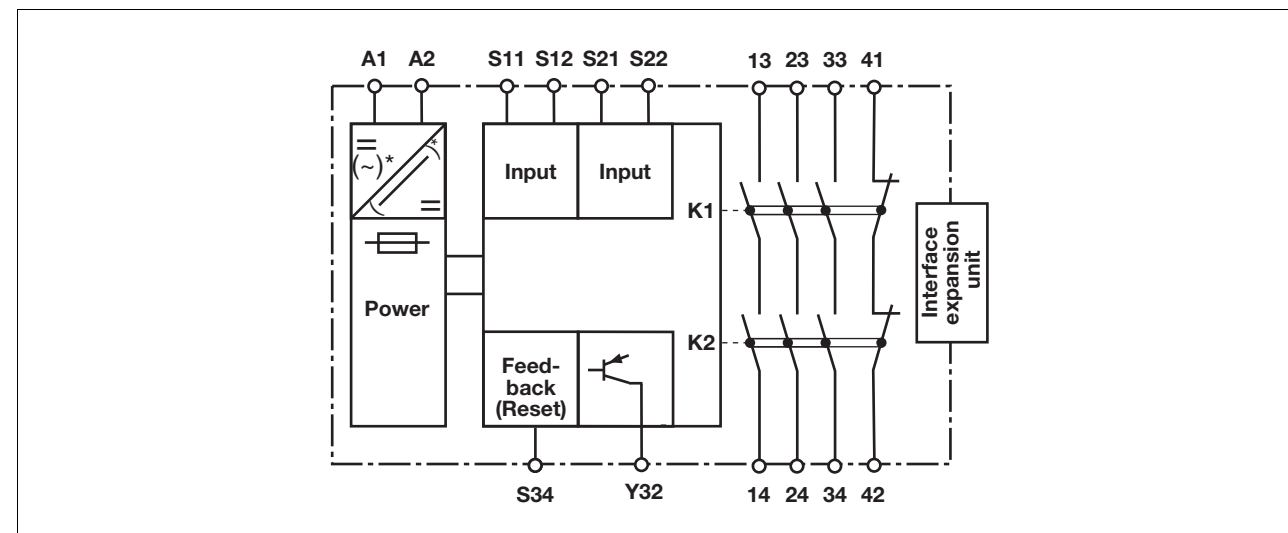 A1 A2 S11 S12 S21 S22 13 23 33 41
= (~)* * =
Input Input
K1
Interface
expansion
unit
Power
K2
Feed-
back
(Reset)
S34 Y32 14 24 34 42